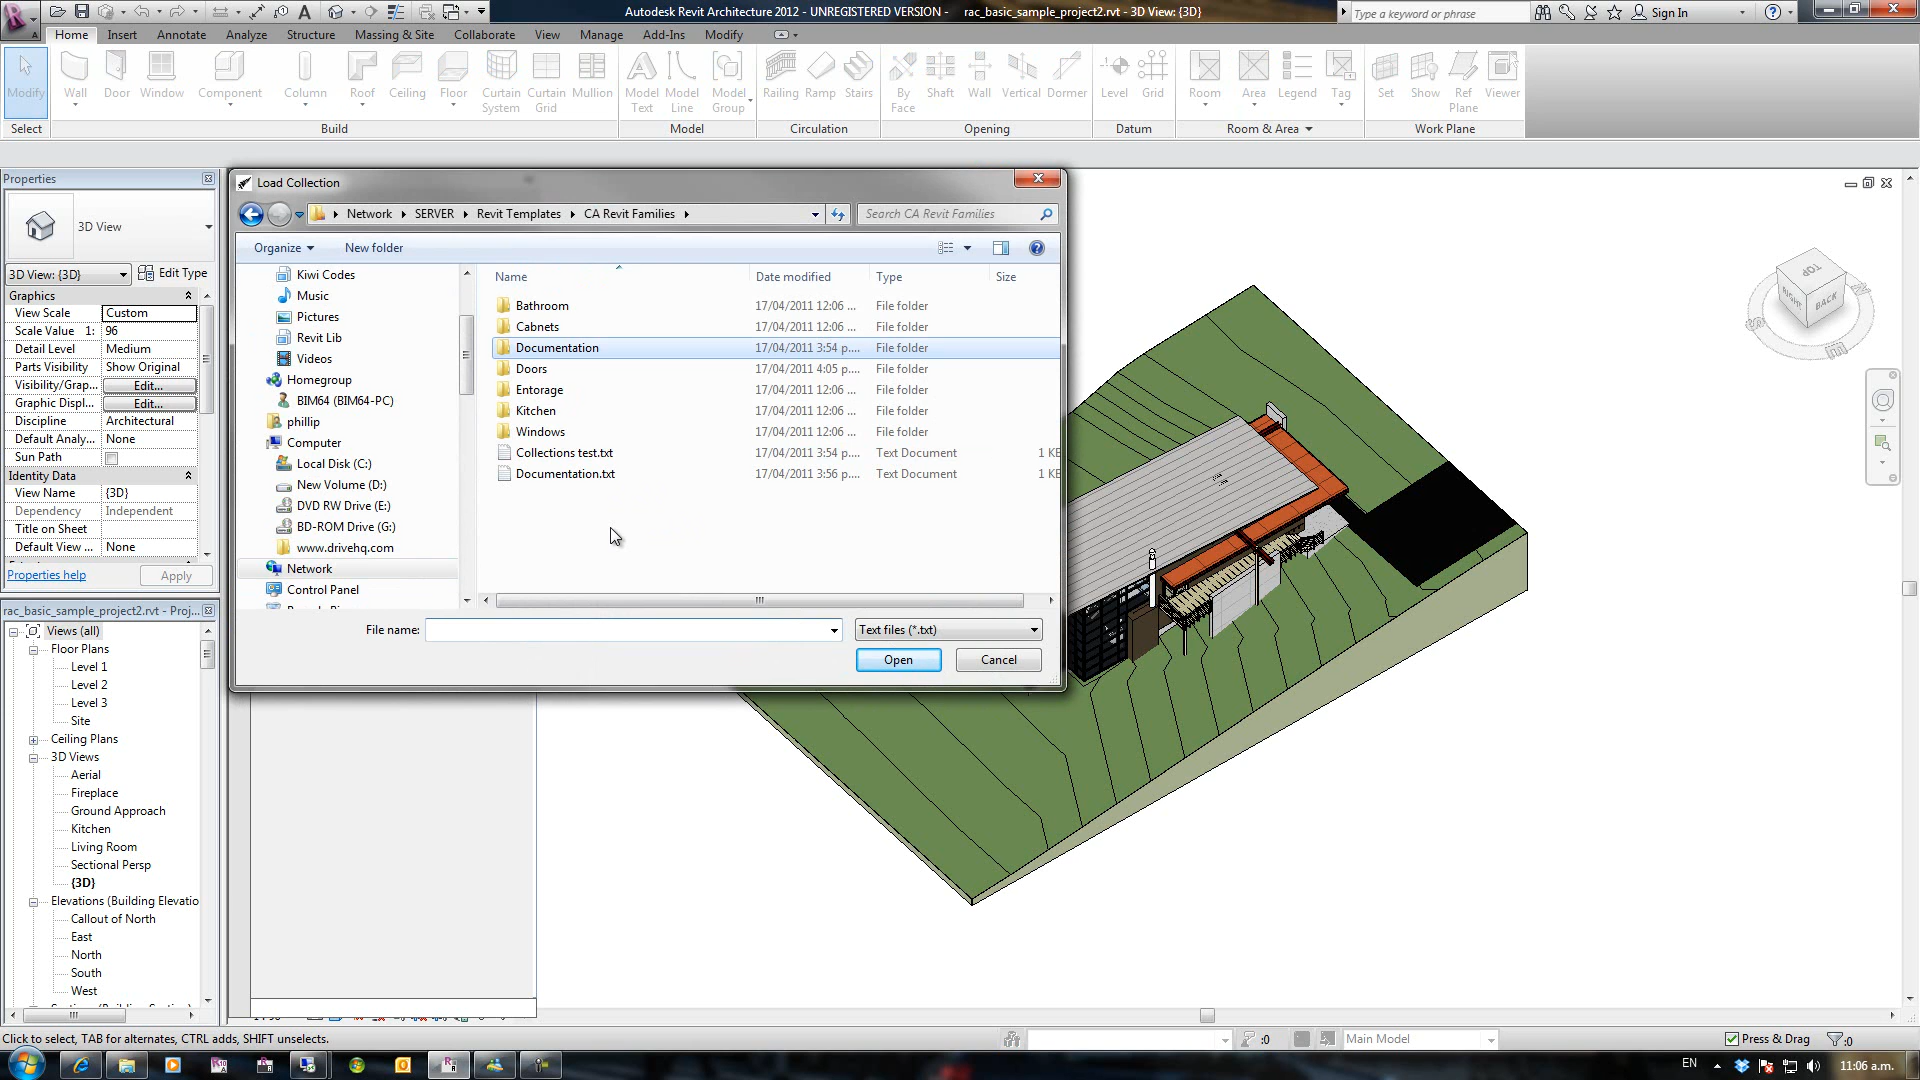 Autodesk Revit Architecture 2012 - UNREGISTERED VERSION - rac_basic_sample_project2.rvt - 3D View: {3D}
Type a keyword or phrase
Sign In
Home Insert Annotate Analyze Structure Massing & Site Collaborate View Manage Add-Ins Modify
Modify Wall Door Window Component Column Roof Ceiling Floor Curtain System Curtain Grid Mullion Model Text Model Line Model Group Railing Ramp Stairs By Face Shaft Wall Vertical Dormer Level Grid Room Area Legend Tag Set Show Ref Plane Viewer
Select Build Model Circulation Opening Datum Room & Area Work Plane
Properties
3D View
3D View: {3D} Edit Type
Graphics
View Scale Custom
Scale Value 1: 96
Detail Level Medium
Parts Visibility Show Original
Visibility/Grap... Edit...
Graphic Displ... Edit...
Discipline Architectural
Default Analy... None
Sun Path
Identity Data
View Name {3D}
Dependency Independent
Title on Sheet
Default View ... None
Properties help Apply
rac_basic_sample_project2.rvt - Proj...
Views (all)
Floor Plans
Level 1
Level 2
Level 3
Site
Ceiling Plans
3D Views
Aerial
Fireplace
Ground Approach
Kitchen
Living Room
Sectional Persp
{3D}
Elevations (Building Elevatio
Callout of North
East
North
South
West
Load Collection
Network SERVER Revit Templates CA Revit Families
Search CA Revit Families
Organize New folder
Kiwi Codes
Music
Pictures
Revit Lib
Videos
Homegroup
BIM64 (BIM64-PC)
phillip
Computer
Local Disk (C:)
New Volume (D:)
DVD RW Drive (E:)
BD-ROM Drive (G:)
www.drivehq.com
Network
Control Panel
Name Date modified Type Size
Bathroom 17/04/2011 12:06 ... File folder
Cabnets 17/04/2011 12:06 ... File folder
Documentation 17/04/2011 3:54 p.... File folder
Doors 17/04/2011 4:05 p.... File folder
Entorage 17/04/2011 12:06 ... File folder
Kitchen 17/04/2011 12:06 ... File folder
Windows 17/04/2011 12:06 ... File folder
Collections test.txt 17/04/2011 3:54 p.... Text Document 1 KB
Documentation.txt 17/04/2011 3:56 p.... Text Document 1 KB
File name: Text files (*.txt)
Open Cancel
TOP
RIGHT BACK
Click to select, TAB for alternates, CTRL adds, SHIFT unselects.
:0
Main Model
Press & Drag
:0
EN
11:06 a.m.